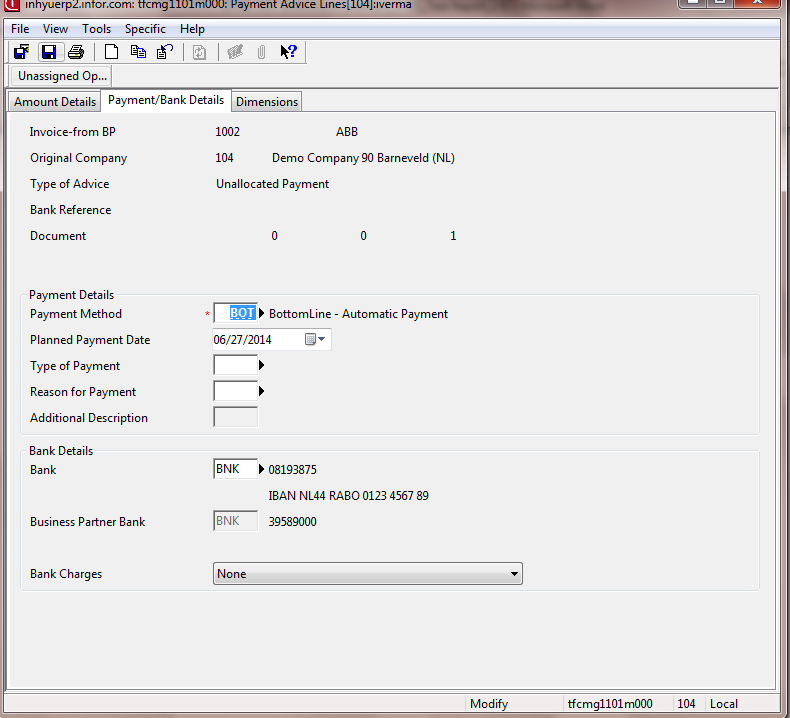 inhyuerp2.infor.com: tfcmg1101m000: Payment Advice Lines[104]:iverma
File View Tools Specific Help
Unassigned Op...
Amount Details Payment/Bank Details Dimensions
Invoice-from BP 1002 ABB
Original Company 104 Demo Company 90 Barneveld (NL)
Type of Advice Unallocated Payment
Bank Reference
Document 0 0 1
Payment Details
Payment Method * BOT BottomLine - Automatic Payment
Planned Payment Date 06/27/2014
Type of Payment
Reason for Payment
Additional Description
Bank Details
Bank BNK 08193875
IBAN NL44 RABO 0123 4567 89
Business Partner Bank BNK 39589000
Bank Charges None
Modify tfcmg1101m000 104 Local